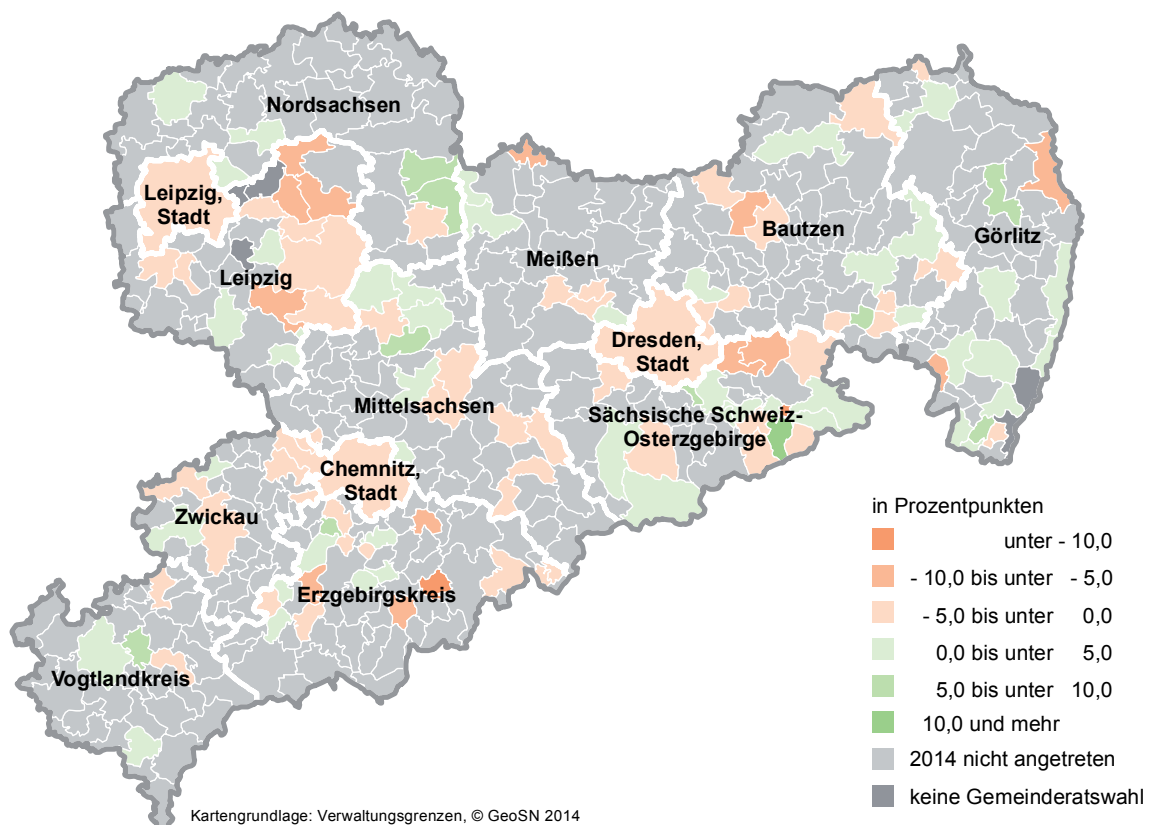 Nordsachsen
Leipzig,
Stadt
Leipzig
Meißen
Bautzen
Görlitz
Dresden,
Stadt
Mittelsachsen
Sächsische Schweiz-
Osterzgebirge
Chemnitz,
Stadt
Zwickau
Erzgebirgskreis
Vogtlandkreis
in Prozentpunkten
unter - 10,0
- 10,0 bis unter - 5,0
- 5,0 bis unter 0,0
0,0 bis unter 5,0
5,0 bis unter 10,0
10,0 und mehr
2014 nicht angetreten
keine Gemeinderatswahl
Kartengrundlage: Verwaltungsgrenzen, © GeoSN 2014